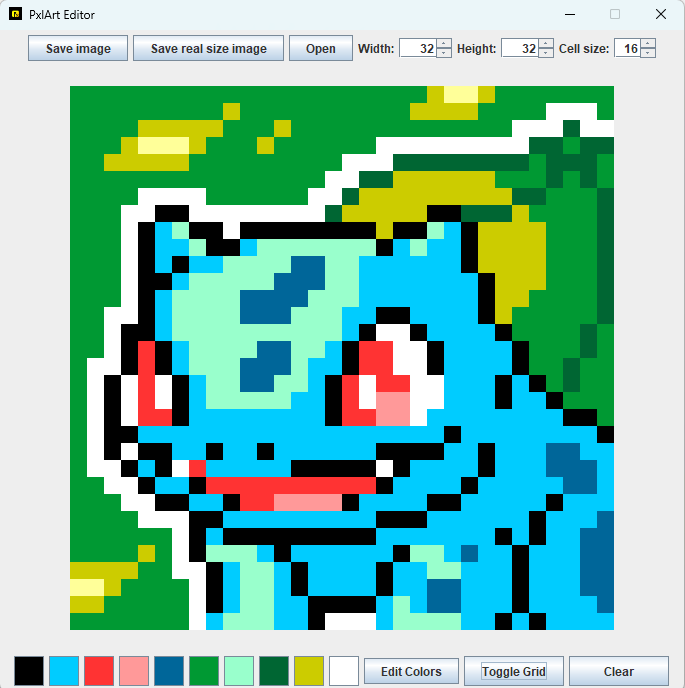 PxlArt Editor
Save image Save real size image Open Width: 32 Height: 32 Cell size: 16
Edit Colors Toggle Grid Clear